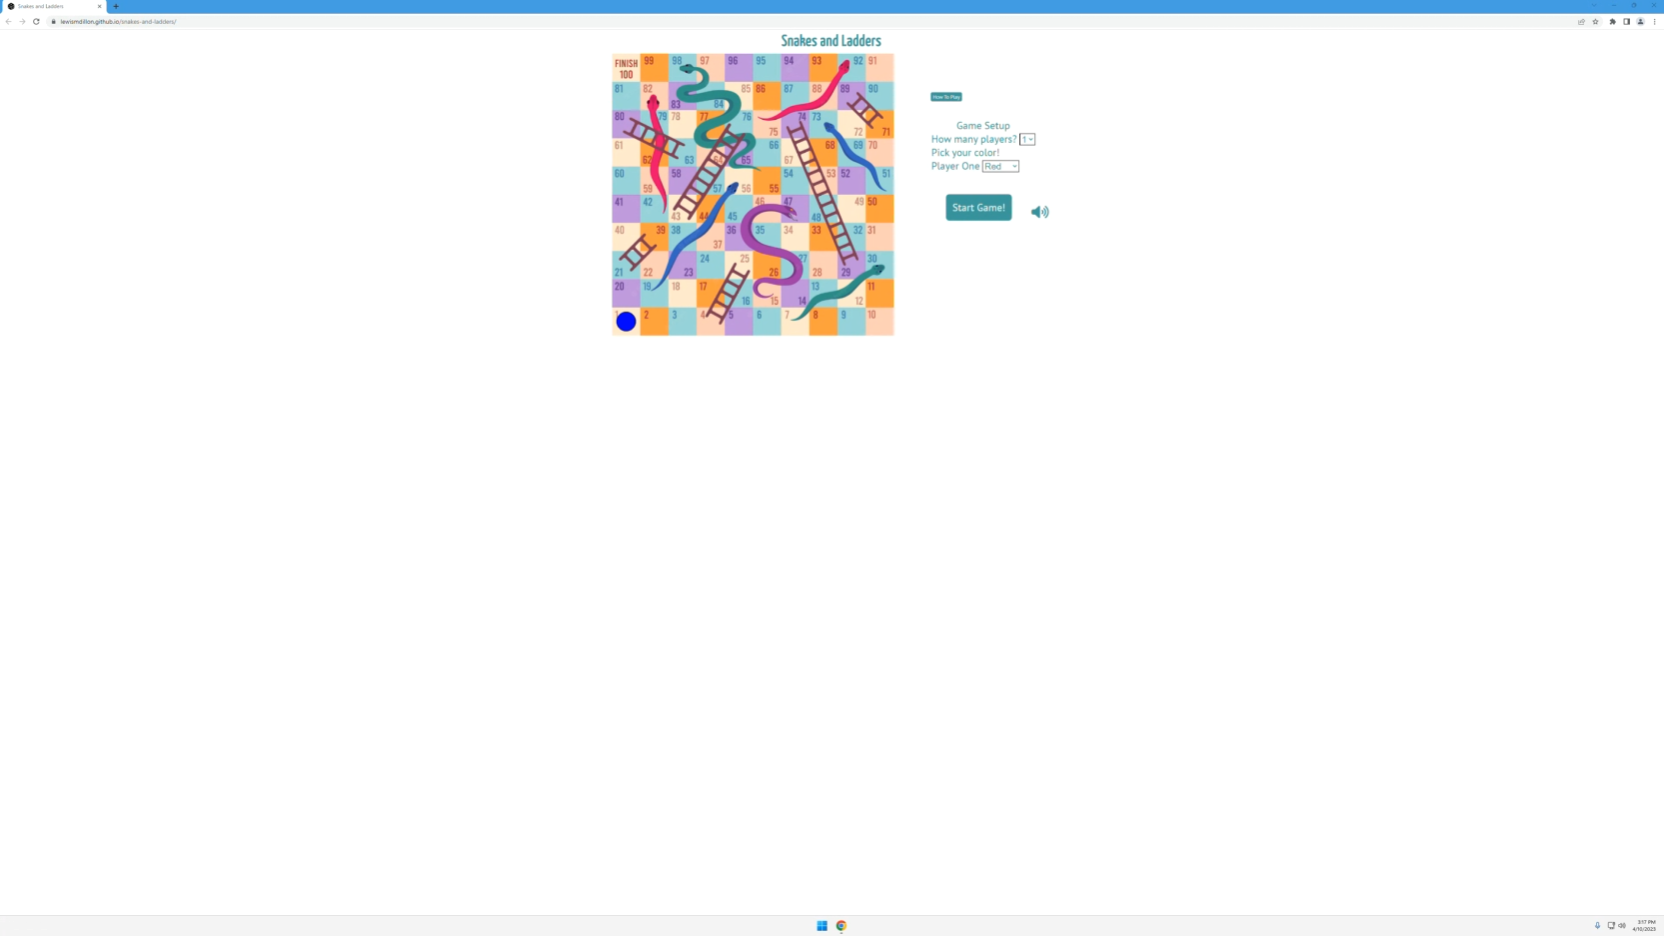 Snakes and Ladders
lewismdillon.github.io/snakes-and-ladders/
Snakes and Ladders
FINISH 99 98 97 96 95 94 93 92 91
100
81 82 83 84 85 86 87 88 89 90
80 79 78 77 76 75 74 73 72 71
61 62 63 64 65 66 67 68 69 70
60 59 58 57 56 55 54 53 52 51
41 42 43 44 45 46 47 48 49 50
40 39 38 37 36 35 34 33 32 31
21 22 23 24 25 26 27 28 29 30
20 19 18 17 16 15 14 13 12 11
2 3 4 5 6 7 8 9 10
How To Play
Game Setup
How many players? 1
Pick your color!
Player One Red
Start Game!
3:17 PM
4/10/2023